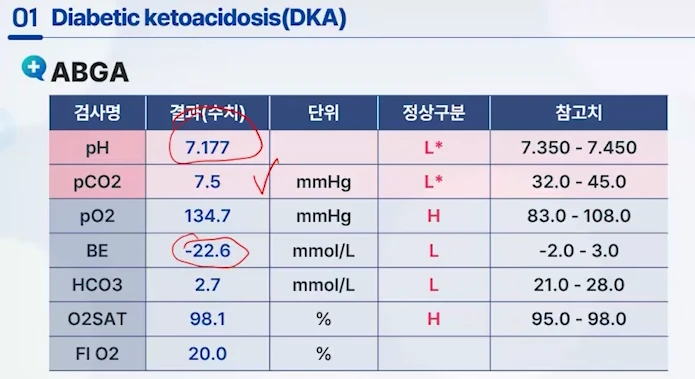 01 Diabetic ketoacidosis(DKA)
ABGA
검사명 결과(수치) 단위 정상구분 참고치
pH 7.177 L* 7.350 - 7.450
pCO2 7.5 mmHg L* 32.0 - 45.0
pO2 134.7 mmHg H 83.0 - 108.0
BE -22.6 mmol/L L -2.0 - 3.0
HCO3 2.7 mmol/L L 21.0 - 28.0
O2SAT 98.1 % H 95.0 - 98.0
FI O2 20.0 %